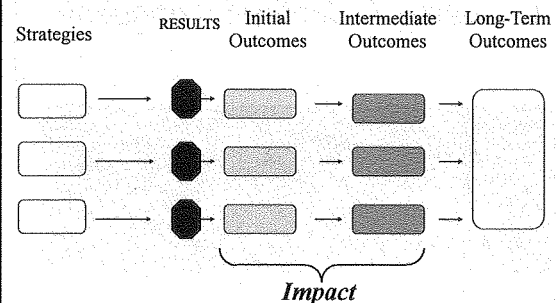 Strategies
RESULTS
Initial
Outcomes
Intermediate
Outcomes
Long-Term
Outcomes
Impact